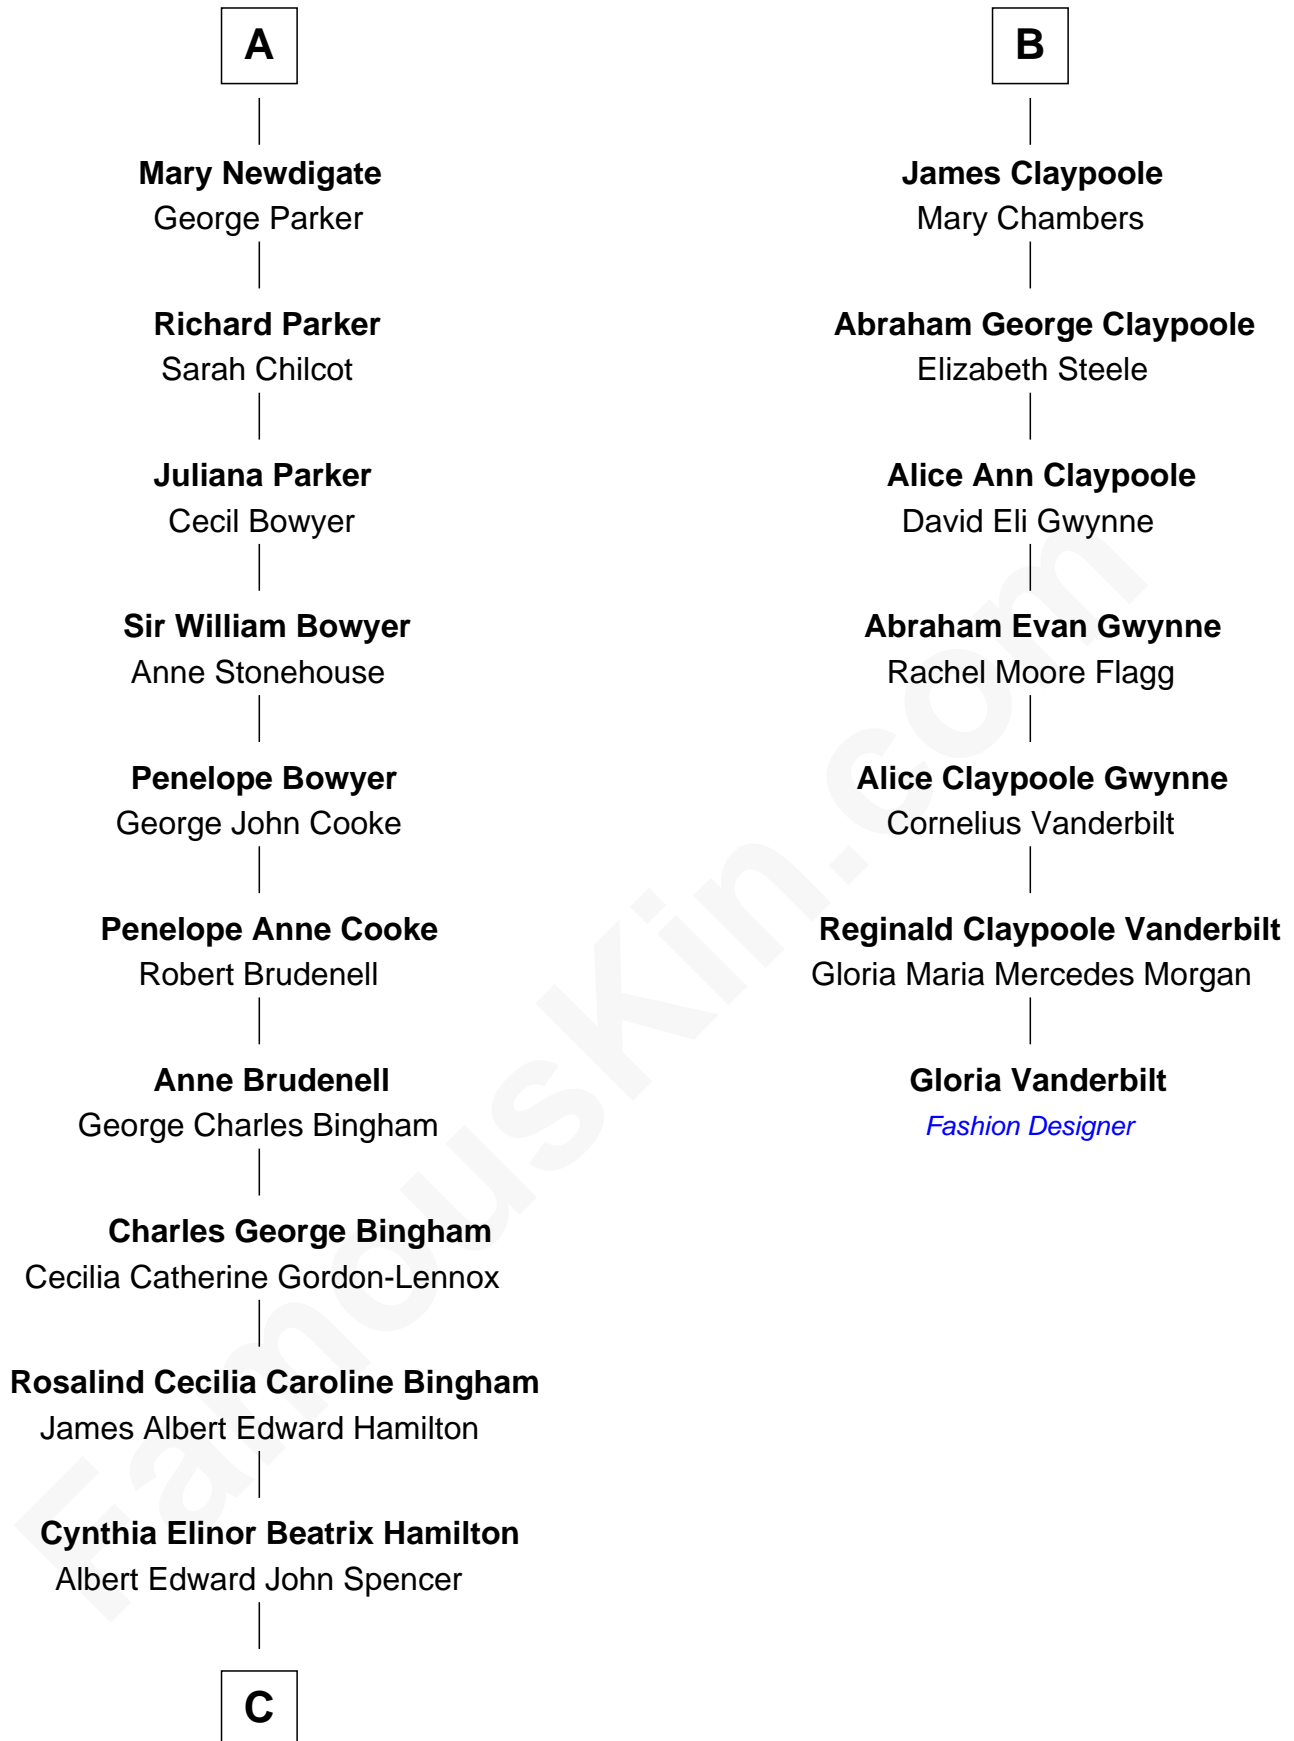 A
Mary Newdigate
George Parker
Richard Parker
Sarah Chilcot
Juliana Parker
Cecil Bowyer
Sir William Bowyer
Anne Stonehouse
Penelope Bowyer
George John Cooke
Penelope Anne Cooke
Robert Brudenell
Anne Brudenell
George Charles Bingham
Charles George Bingham
Cecilia Catherine Gordon-Lennox
Rosalind Cecilia Caroline Bingham
James Albert Edward Hamilton
Cynthia Elinor Beatrix Hamilton
Albert Edward John Spencer
C
B
James Claypoole
Mary Chambers
Abraham George Claypoole
Elizabeth Steele
Alice Ann Claypoole
David Eli Gwynne
Abraham Evan Gwynne
Rachel Moore Flagg
Alice Claypoole Gwynne
Cornelius Vanderbilt
Reginald Claypoole Vanderbilt
Gloria Maria Mercedes Morgan
Gloria Vanderbilt
Fashion Designer
FamousKin.com